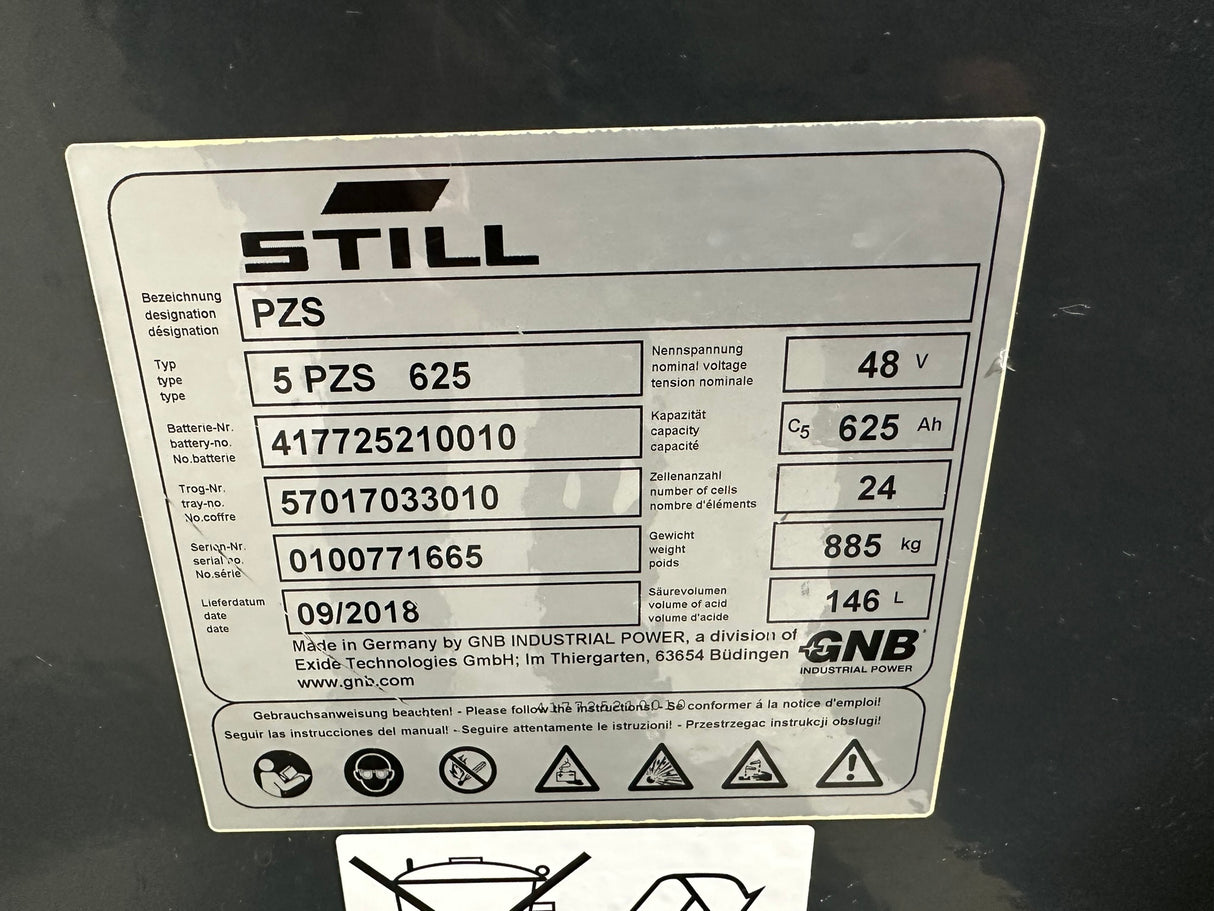 STILL
Bezeichnung
designation
désignation
PZS
Typ
type
type
5 PZS 625
Nennspannung
nominal voltage
tension nominale
48 V
Batterie-Nr.
battery-no.
No.batterie
417725210010
Kapazität
capacity
capacité
C5 625 Ah
Trog-Nr.
tray-no.
No.coffre
57017033010
Zellenanzahl
number of cells
nombre d'éléments
24
Serien-Nr.
serial no.
No.série
0100771665
Gewicht
weight
poids
885 kg
Lieferdatum
date
date
09/2018
Säurevolumen
volume of acid
volume d'acide
146 L
Made in Germany by GNB INDUSTRIAL POWER, a division of
Exide Technologies GmbH; Im Thiergarten, 63654 Büdingen
www.gnb.com
GNB
INDUSTRIAL POWER
Gebrauchsanweisung beachten! - Please follow the instructions! - Se conformer á la notice d'emploi!
Seguir las instrucciones del manual! - Seguire attentamente le istruzioni! - Przestrzegac instrukcji obslugi!